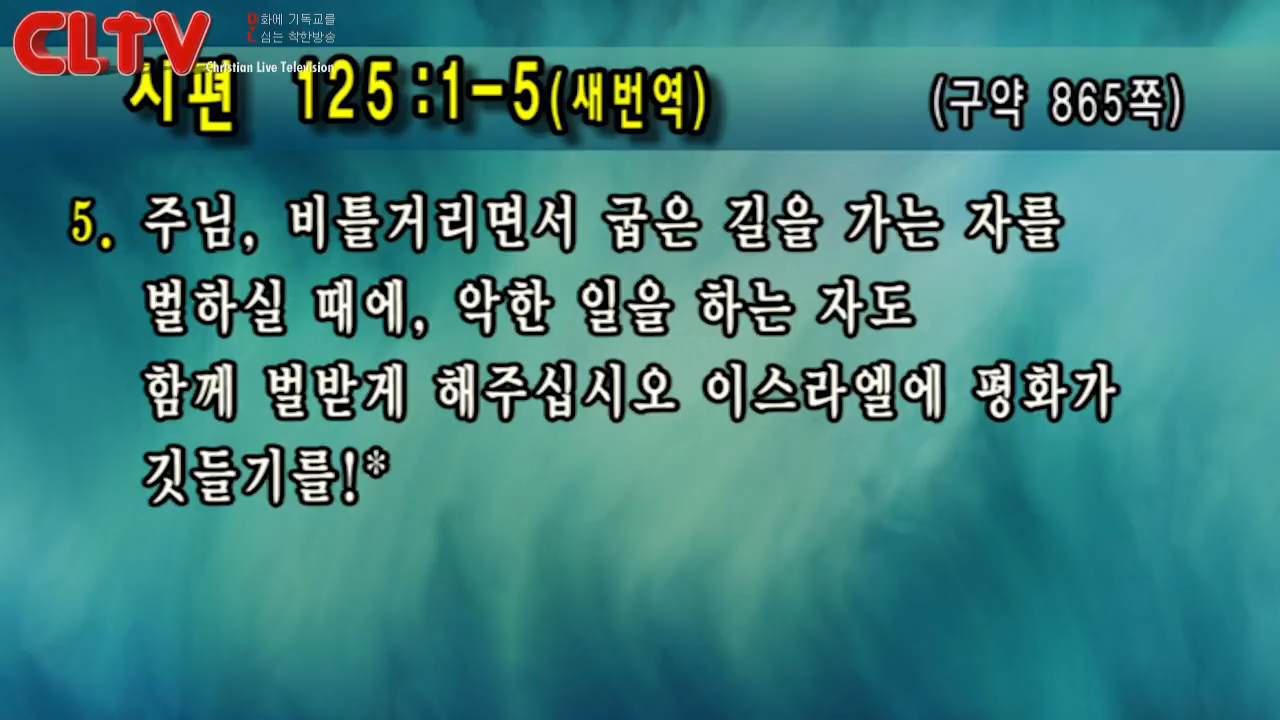 CLTV
문화에 기독교를
심는 착한방송
Christian Live Television
시편 125:1-5(새번역)
(구약 865쪽)
5. 주님, 비틀거리면서 굽은 길을 가는 자를
벌하실 때에, 악한 일을 하는 자도
함께 벌받게 해주십시오 이스라엘에 평화가
깃들기를!*